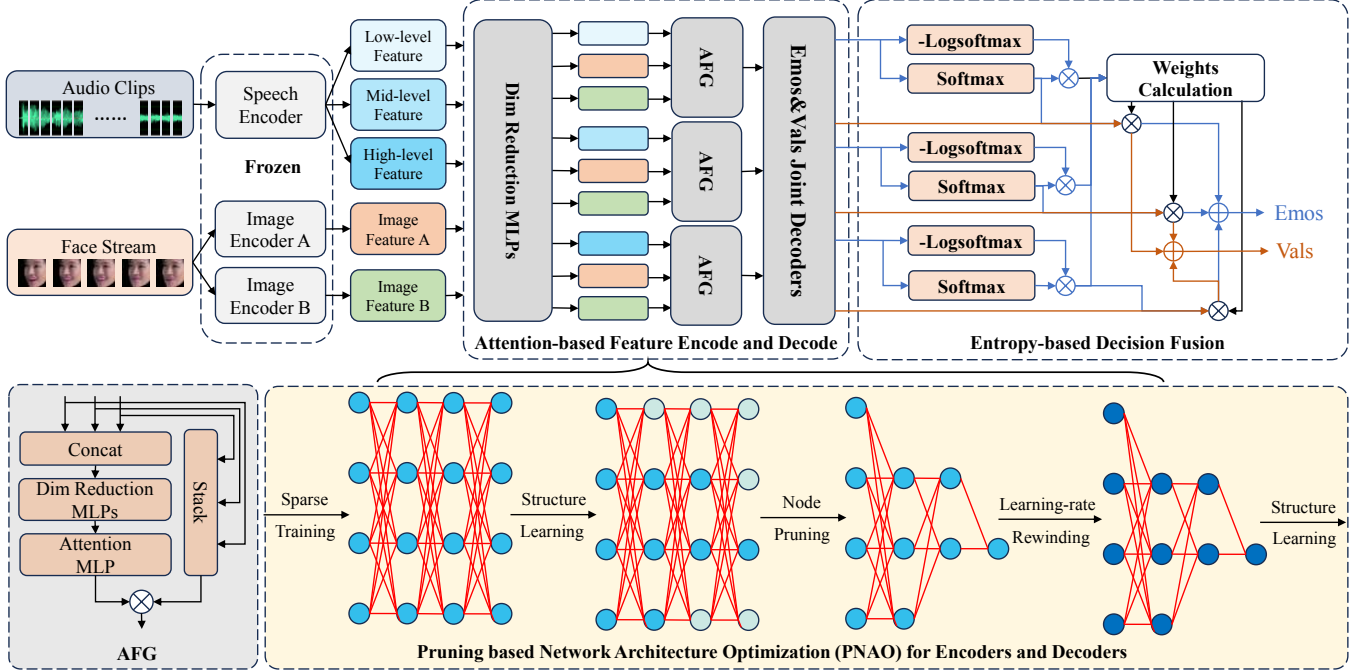 Audio Clips
......
Face Stream
Speech
Encoder
Frozen
Image
Encoder A
Image
Encoder B
Low-level
Feature
Mid-level
Feature
High-level
Feature
Image
Feature A
Image
Feature B
Dim Reduction MLPs
AFG
AFG
AFG
Emos&Vals Joint Decoders
Attention-based Feature Encode and Decode
-Logsoftmax
Softmax
-Logsoftmax
Softmax
-Logsoftmax
Softmax
Weights
Calculation
Emos
Vals
Entropy-based Decision Fusion
Concat
Dim Reduction
MLPs
Attention
MLP
Stack
AFG
Sparse
Training
Structure
Learning
Node
Pruning
Learning-rate
Rewinding
Structure
Learning
Pruning based Network Architecture Optimization (PNAO) for Encoders and Decoders